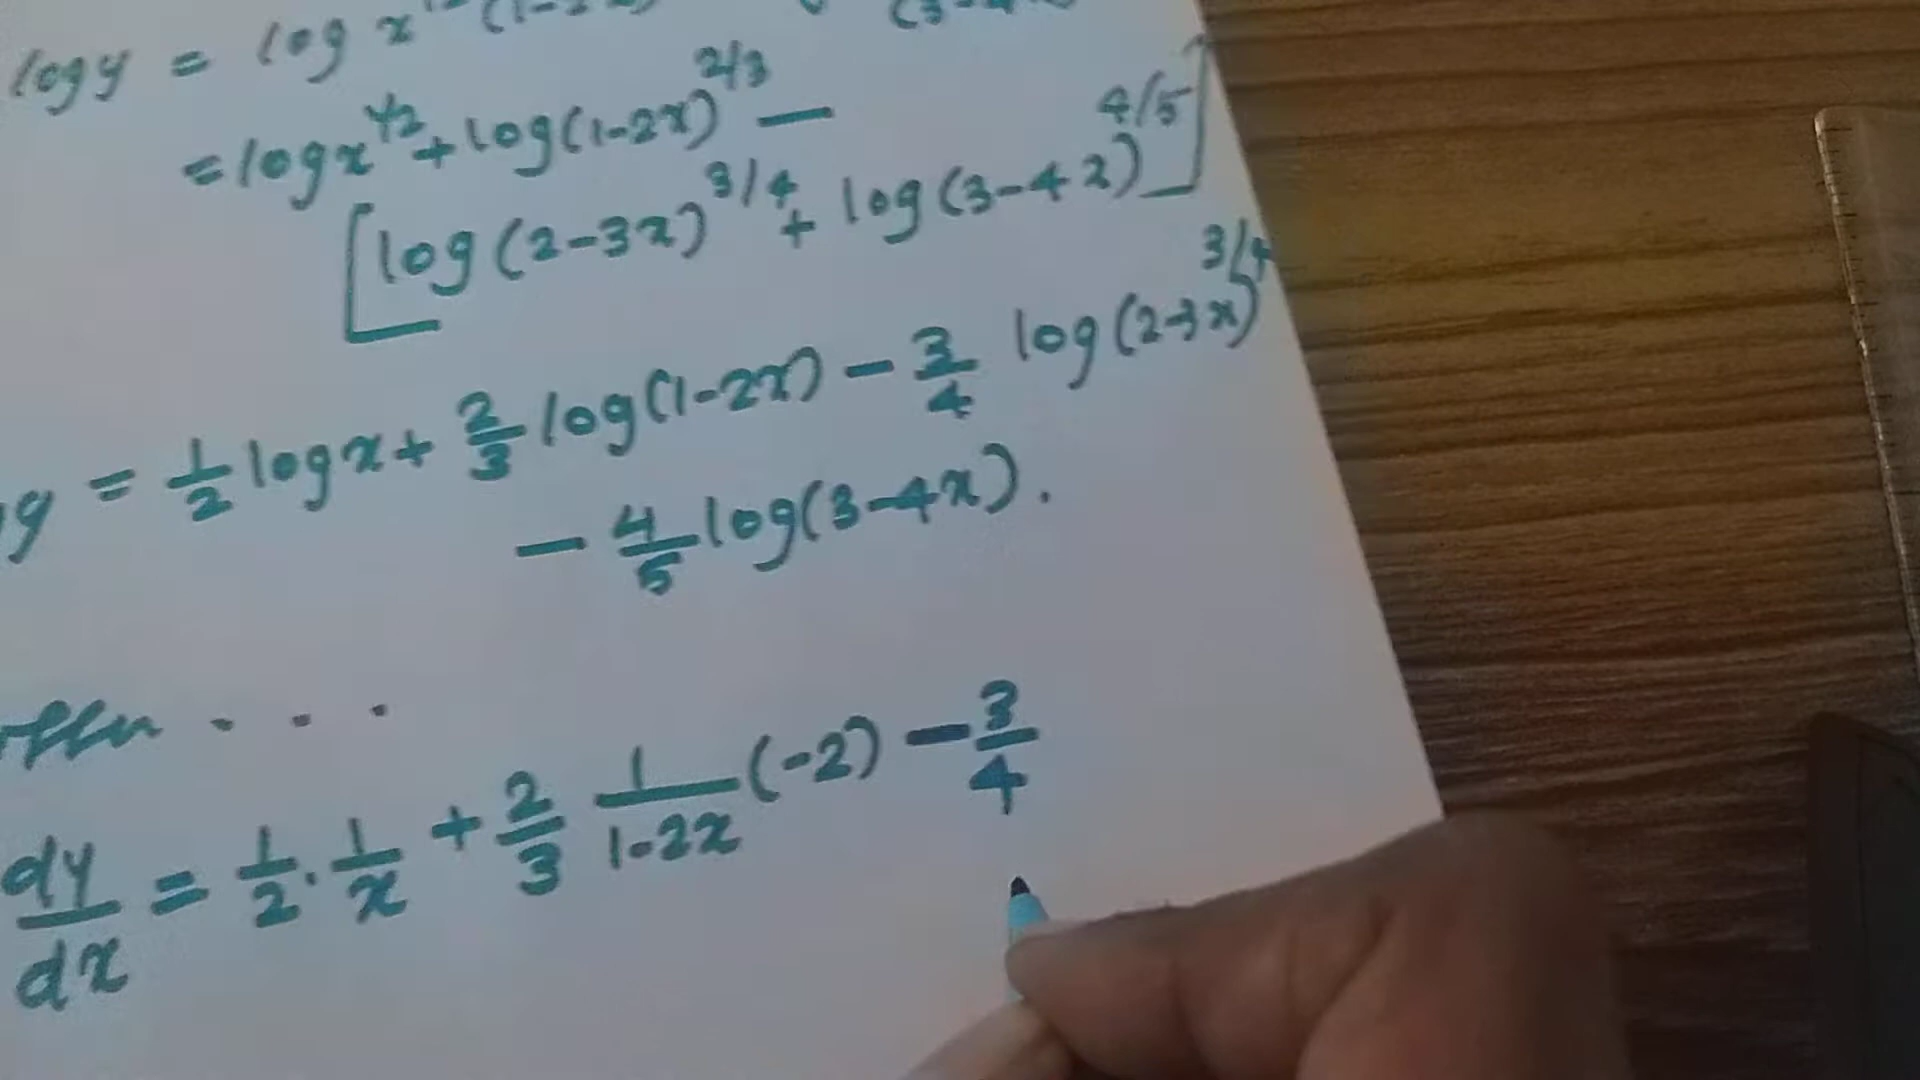 log y = log x
= log x^1/2 + log(1-2x)^2/3 -
[log(2-3x)^3/4 + log(3-4x)^4/5]
y = 1/2 log x + 2/3 log(1-2x) - 3/4 log(2-3x)^3/4
- 4/5 log(3-4x).
. . .
dy/dx = 1/2 . 1/x + 2/3 1/(1-2x) (-2) - 3/4